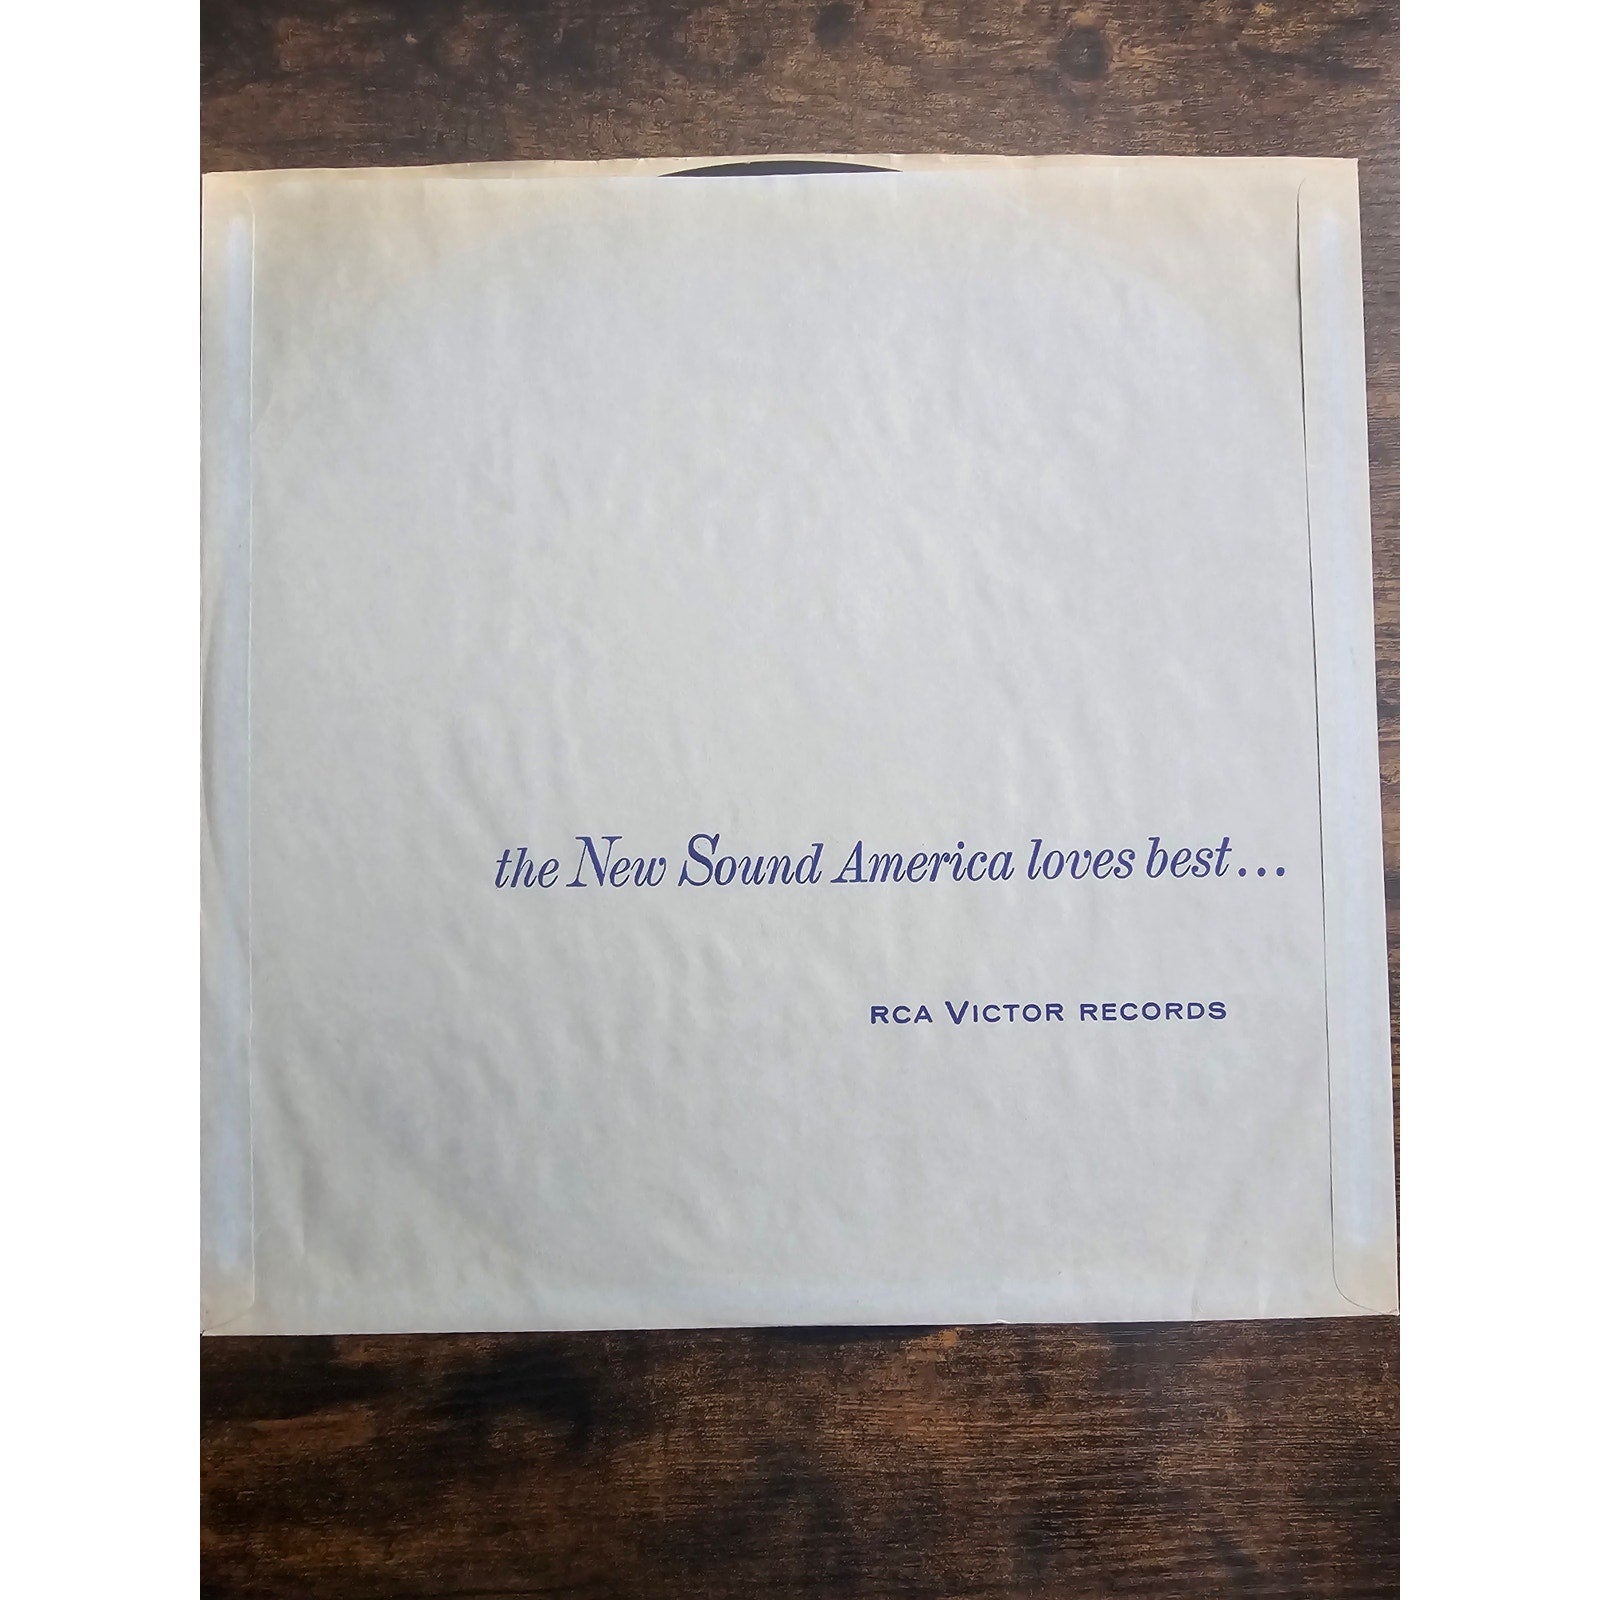 the New Sound America loves best...
RCA VICTOR RECORDS